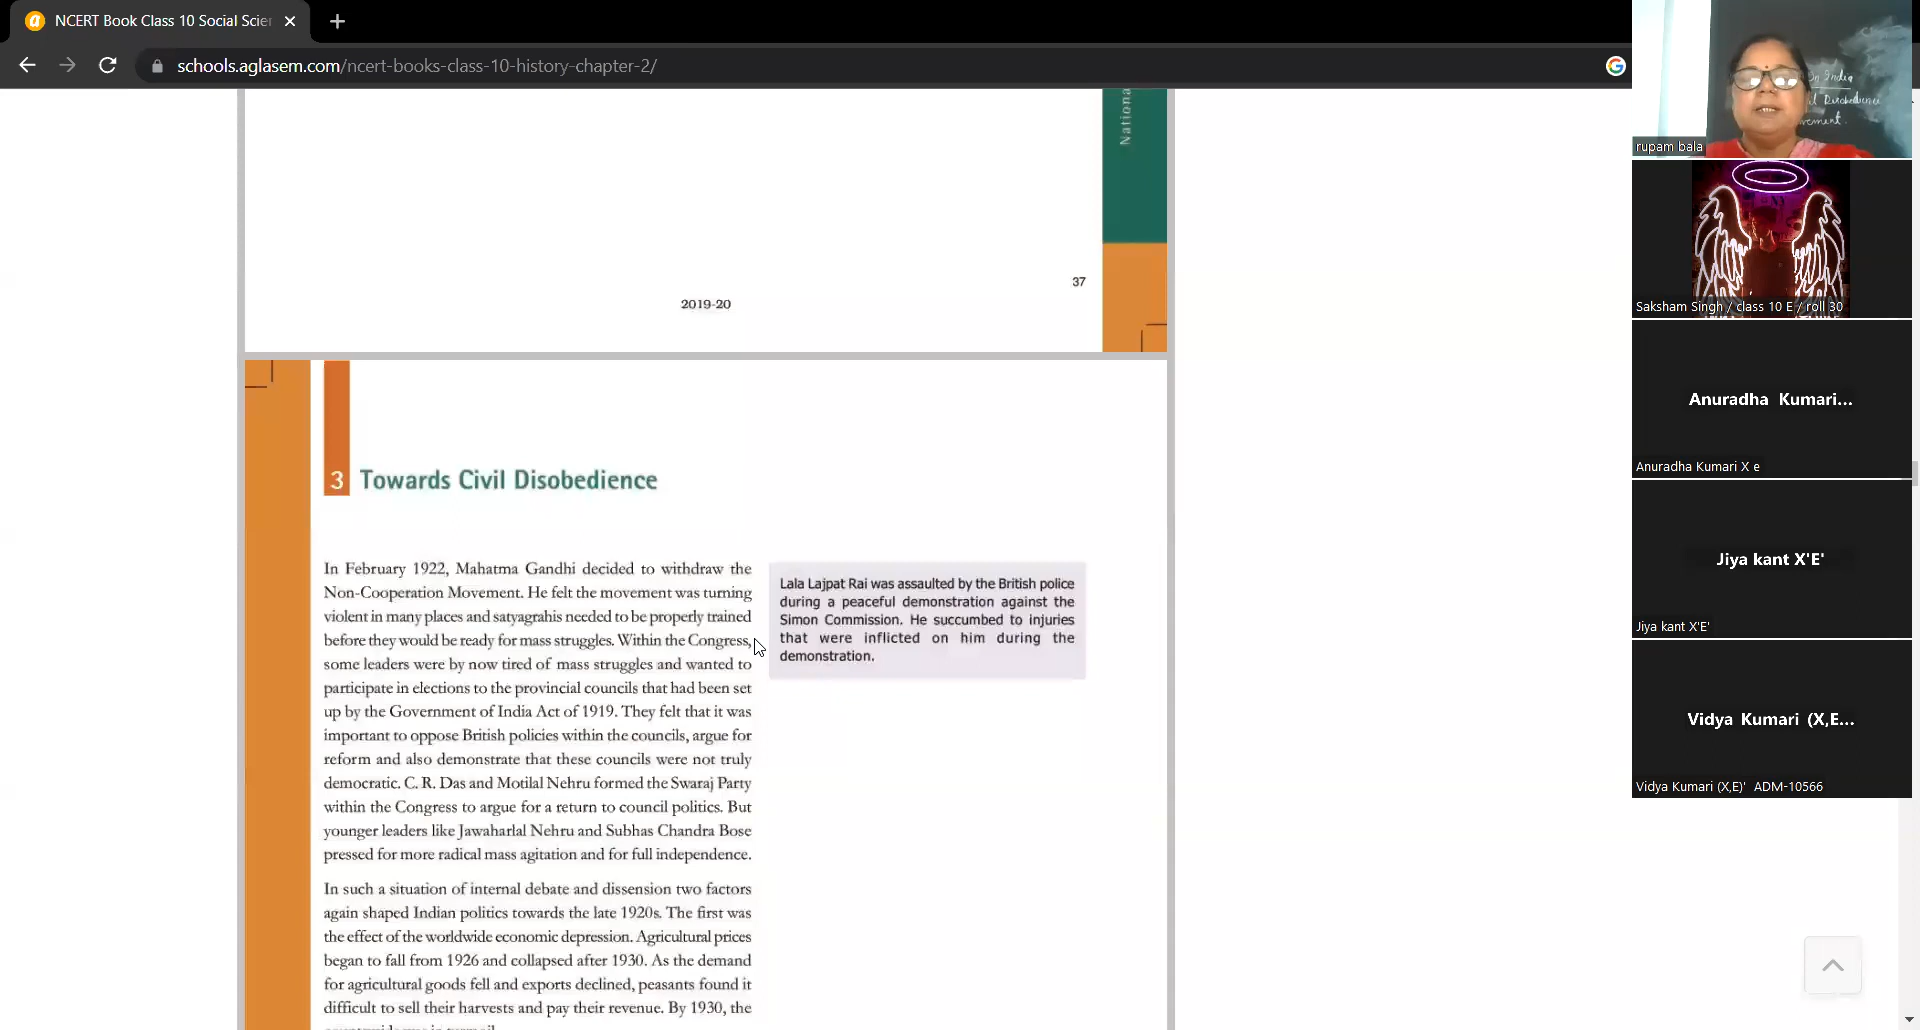 NCERT Book Class 10 Social Scier
schools.aglasem.com/ncert-books-class-10-history-chapter-2/
Nationa
37
2019-20
3 Towards Civil Disobedience
In February 1922, Mahatma Gandhi decided to withdraw the
Non-Cooperation Movement. He felt the movement was turning
violent in many places and satyagrahis needed to be properly trained
before they would be ready for mass struggles. Within the Congress,
some leaders were by now tired of mass struggles and wanted to
participate in elections to the provincial councils that had been set
up by the Government of India Act of 1919. They felt that it was
important to oppose British policies within the councils, argue for
reform and also demonstrate that these councils were not truly
democratic. C. R. Das and Motilal Nehru formed the Swaraj Party
within the Congress to argue for a return to council politics. But
younger leaders like Jawaharlal Nehru and Subhas Chandra Bose
pressed for more radical mass agitation and for full independence.
In such a situation of internal debate and dissension two factors
again shaped Indian politics towards the late 1920s. The first was
the effect of the worldwide economic depression. Agricultural prices
began to fall from 1926 and collapsed after 1930. As the demand
for agricultural goods fell and exports declined, peasants found it
difficult to sell their harvests and pay their revenue. By 1930, the
Lala Lajpat Rai was assaulted by the British police
during a peaceful demonstration against the
Simon Commission. He succumbed to injuries
that were inflicted on him during the
demonstration.
In India
Disobedience
rupam bala
Saksham Singh / class 10 E / roll 30
Anuradha Kumari...
Anuradha Kumari X e
Jiya kant X'E'
Jiya kant X'E'
Vidya Kumari (X,E...
Vidya Kumari (X,E)' ADM-10566